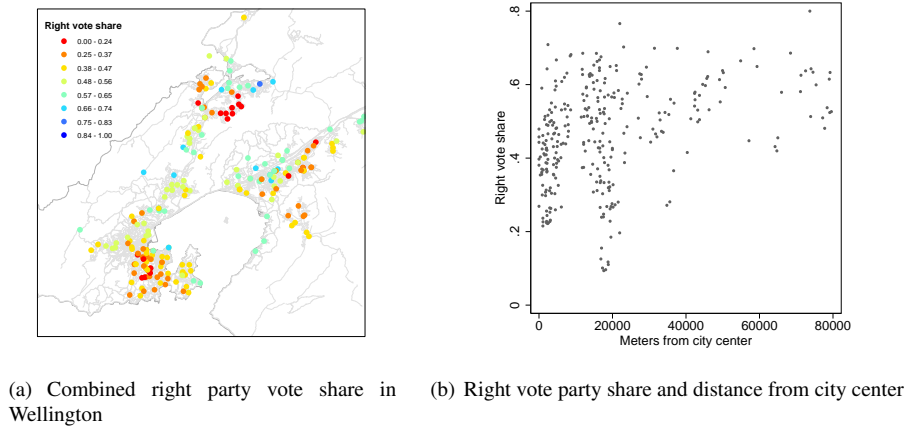 Right vote share
0.00 - 0.24
0.25 - 0.37
0.38 - 0.47
0.48 - 0.56
0.57 - 0.65
0.66 - 0.74
0.75 - 0.83
0.84 - 1.00
Right vote share
.8
.6
.4
.2
0
0 20000 40000 60000 80000
Meters from city center
(a) Combined right party vote share in
Wellington
(b) Right vote party share and distance from city center